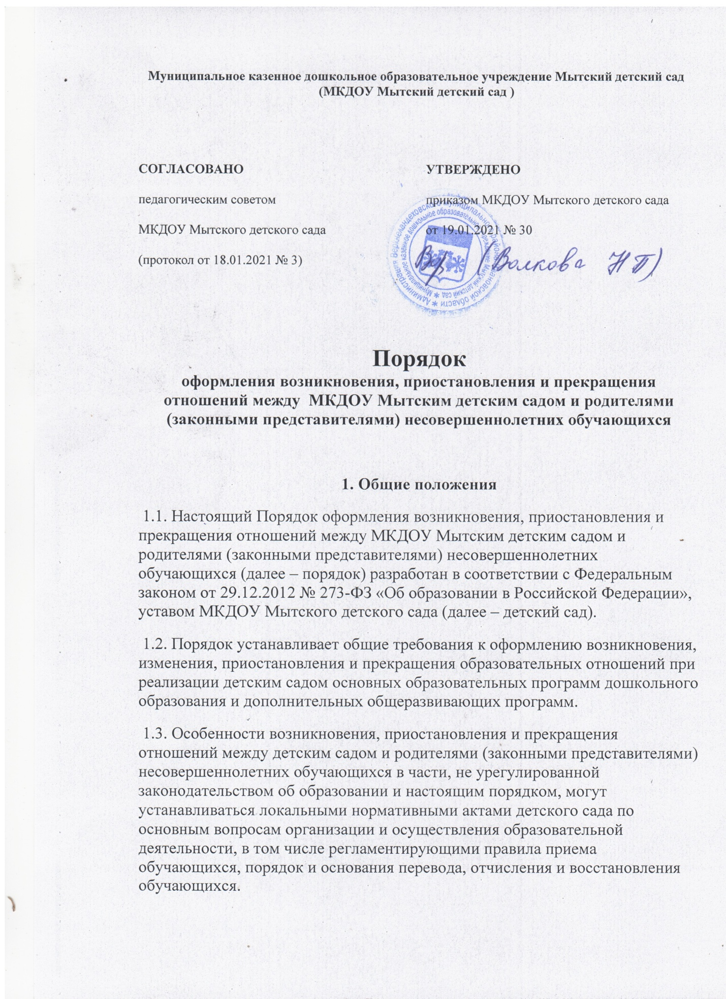 Муниципальное казенное дошкольное образовательное учреждение Мытский детский сад
(МКДОУ Мытский детский сад )
СОГЛАСОВАНО
педагогическим советом
МКДОУ Мытского детского сада
(протокол от 18.01.2021 № 3)
УТВЕРЖДЕНО
приказом МКДОУ Мытского детского сада
от 19.01.2021 № 30
(Волкова Н П)
Администрация Верхнеландеховского муниципального района Ивановской области
Муниципальное казенное дошкольное образовательное учреждение Мытский детский сад
Порядок
оформления возникновения, приостановления и прекращения
отношений между МКДОУ Мытским детским садом и родителями
(законными представителями) несовершеннолетних обучающихся
1. Общие положения
1.1. Настоящий Порядок оформления возникновения, приостановления и
прекращения отношений между МКДОУ Мытским детским садом и
родителями (законными представителями) несовершеннолетних
обучающихся (далее – порядок) разработан в соответствии с Федеральным
законом от 29.12.2012 № 273-ФЗ «Об образовании в Российской Федерации»,
уставом МКДОУ Мытского детского сада (далее – детский сад).
1.2. Порядок устанавливает общие требования к оформлению возникновения,
изменения, приостановления и прекращения образовательных отношений при
реализации детским садом основных образовательных программ дошкольного
образования и дополнительных общеразвивающих программ.
1.3. Особенности возникновения, приостановления и прекращения
отношений между детским садом и родителями (законными представителями)
несовершеннолетних обучающихся в части, не урегулированной
законодательством об образовании и настоящим порядком, могут
устанавливаться локальными нормативными актами детского сада по
основным вопросам организации и осуществления образовательной
деятельности, в том числе регламентирующими правила приема
обучающихся, порядок и основания перевода, отчисления и восстановления
обучающихся.